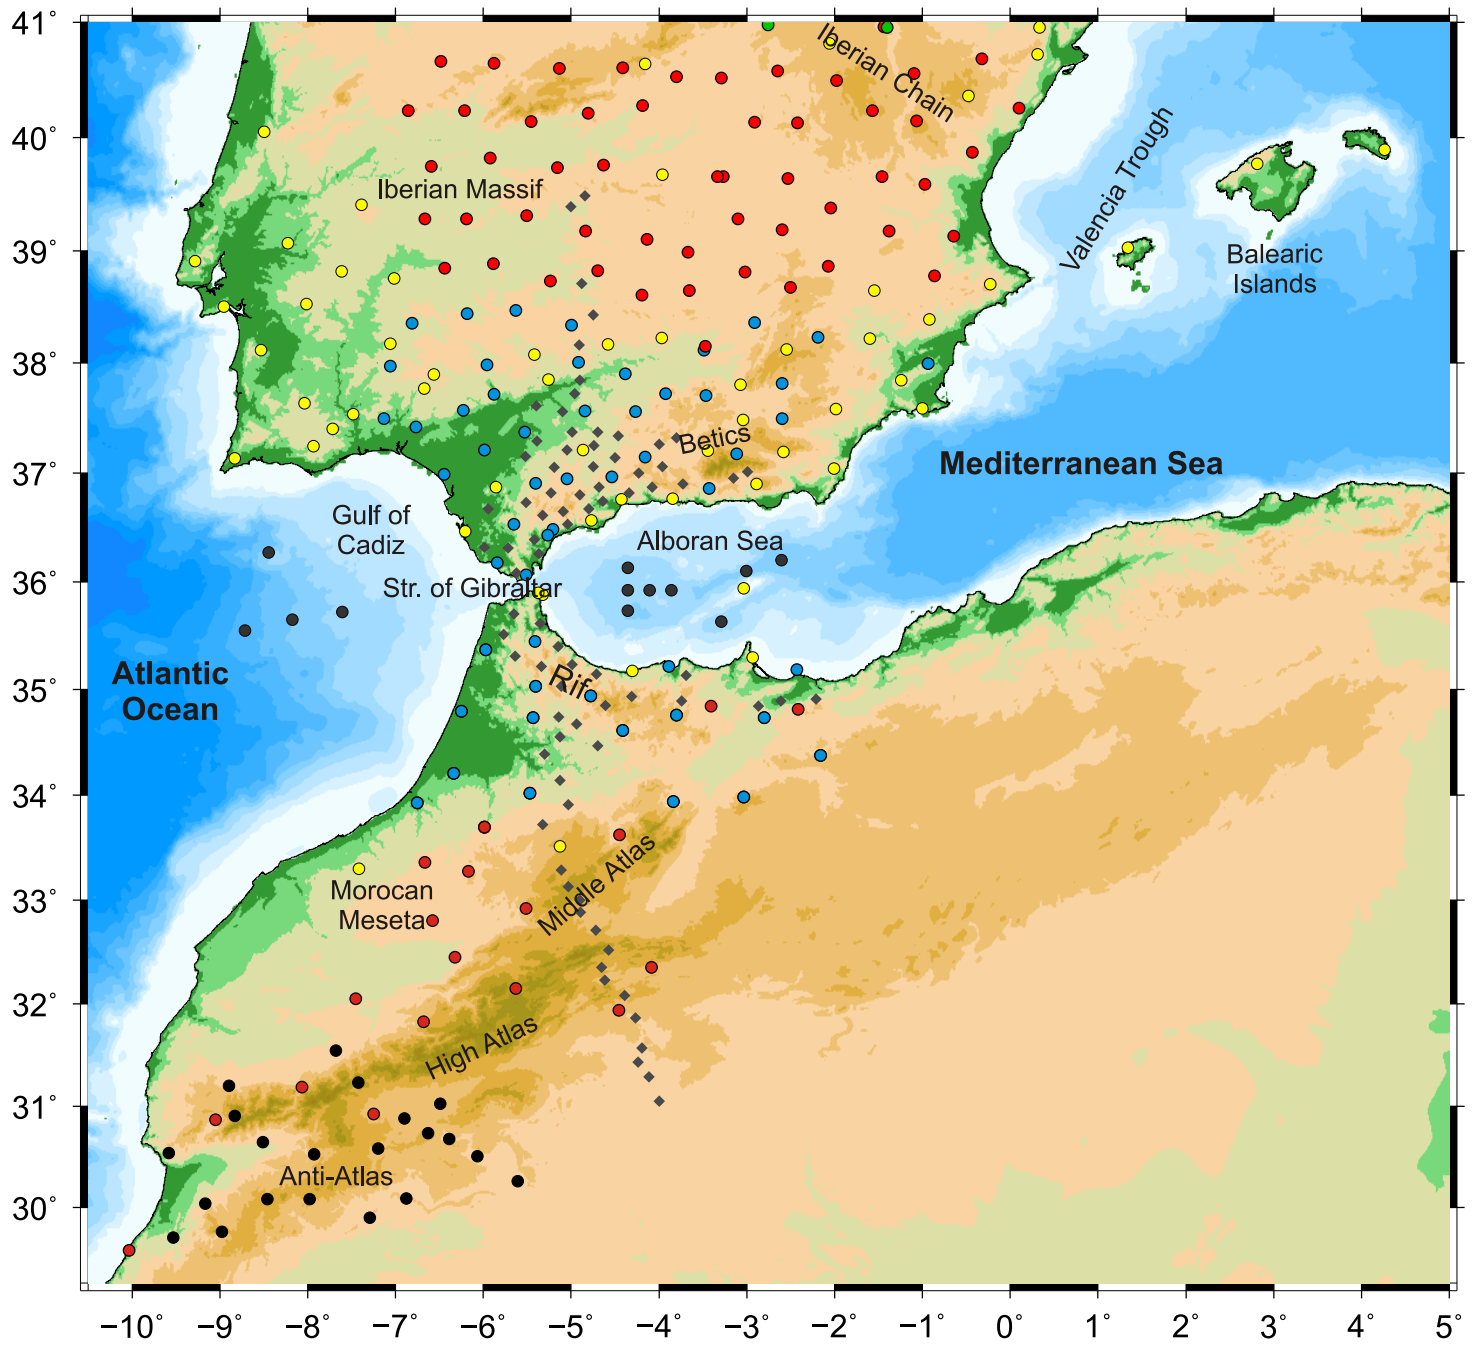 41°
40°
39°
38°
37°
36°
35°
34°
33°
32°
31°
30°
Iberian Chain
Iberian Massif
Valencia Trough
Balearic
Islands
Betics
Mediterranean Sea
Gulf of
Cadiz
Alboran Sea
Str. of Gibraltar
Atlantic
Ocean
Rif
Middle Atlas
Morocan
Meseta
High Atlas
Anti-Atlas
−10° −9° −8° −7° −6° −5° −4° −3° −2° −1° 0° 1° 2° 3° 4° 5°